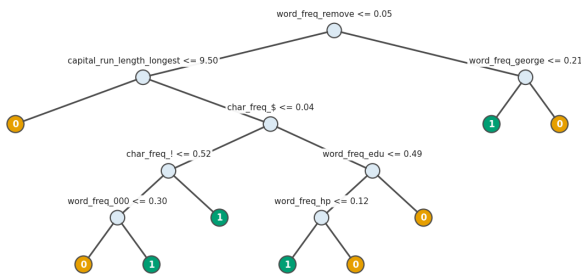 word_freq_remove <= 0.05
capital_run_length_longest <= 9.50
word_freq_george <= 0.21
0
char_freq_$ <= 0.04
1
0
char_freq_! <= 0.52
word_freq_edu <= 0.49
word_freq_000 <= 0.30
1
word_freq_hp <= 0.12
0
0
1
1
0